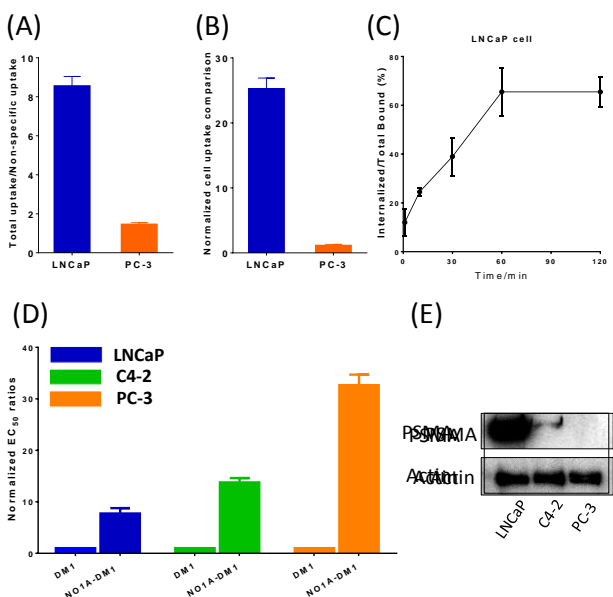 (A)
Total uptake/Non-specific uptake
10
8
6
4
2
0
LNCaP PC-3
(B)
Normalized cell uptake comparison
30
20
10
0
LNCaP PC-3
(C)
LNCaP cell
Internalized/Total Bound (%)
80
60
40
20
0
0 30 60 90 120
Time/min
(D)
LNCaP
C4-2
PC-3
Normalized EC50 ratios
40
30
20
10
0
DM1 NO1A-DM1 DM1 NO1A-DM1 DM1 NO1A-DM1
(E)
PSMA
Actin
LNCaP C4-2 PC-3